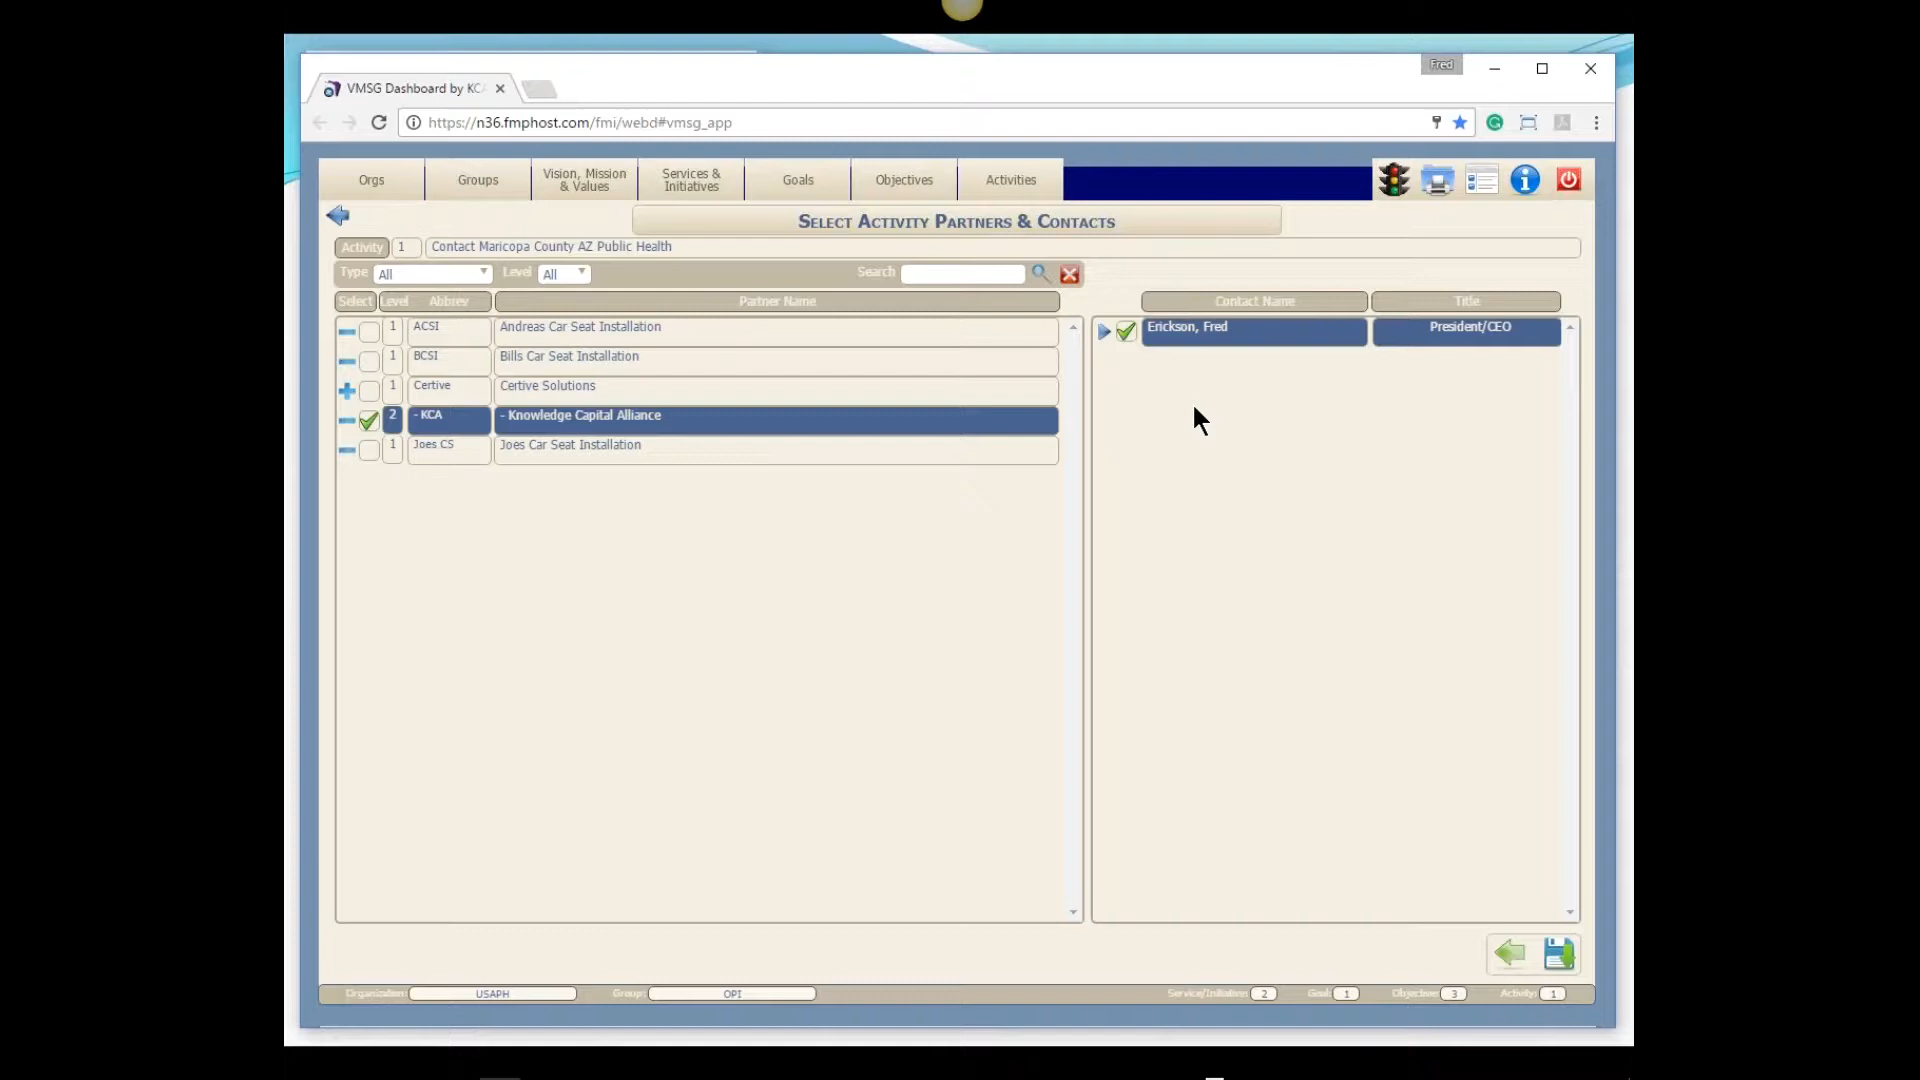 Fred
VMSG Dashboard by KCA
https://n36.fmphost.com/fmi/webd#vmsg_app
Orgs
Groups
Vision, Mission
& Values
Services &
Initiatives
Goals
Objectives
Activities
Select Activity Partners & Contacts
Activity 1 Contact Maricopa County AZ Public Health
Type All Level All Search
Select Level Abbrev Partner Name Contact Name Title
1 ACSI Andreas Car Seat Installation Erickson, Fred President/CEO
1 BCSI Bills Car Seat Installation
1 Certive Certive Solutions
2 - KCA - Knowledge Capital Alliance
1 Joes CS Joes Car Seat Installation
Organization: USAPH Group: OPI Service/Initiative: 2 Goal: 1 Objective: 3 Activity: 1